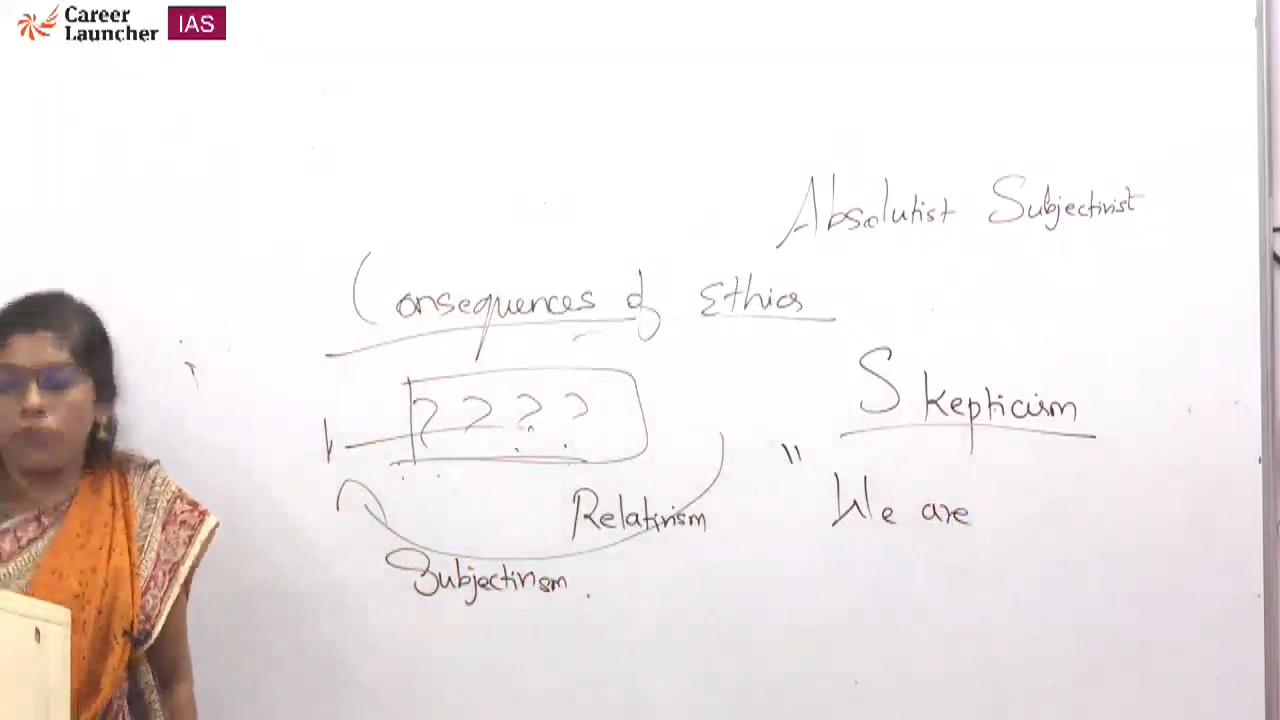 Career Launcher IAS
Absolutist Subjectivist
Consequences of Ethics
? ? ? ?
Skepticism
Relativism
" We are
Subjectivism.